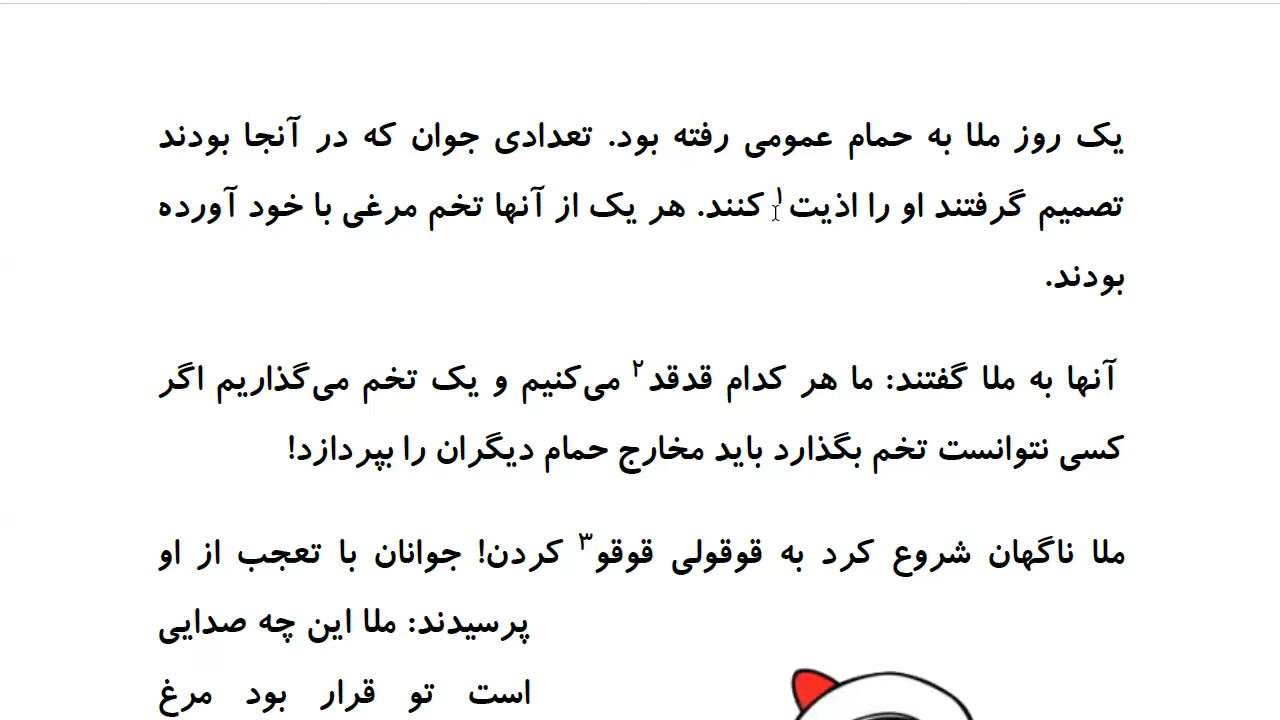 یک روز ملا به حمام عمومی رفته بود. تعدادی جوان که در آنجا بودند
تصمیم گرفتند او را اذیت۱ کنند. هر یک از آنها تخم مرغی با خود آورده
بودند.
آنها به ملا گفتند: ما هر کدام قدقد۲ می‌کنیم و یک تخم می‌گذاریم اگر
کسی نتوانست تخم بگذارد باید مخارج حمام دیگران را بپردازد!
ملا ناگهان شروع کرد به قوقولی قوقو۳ کردن! جوانان با تعجب از او
پرسیدند: ملا این چه صدایی
است تو قرار بود مرغ